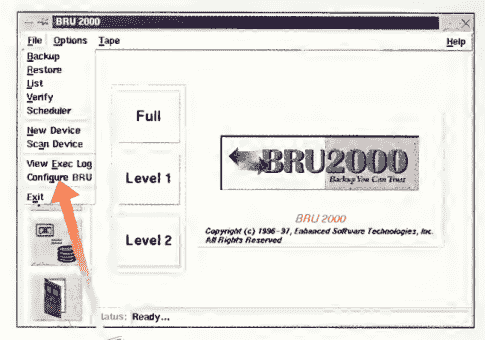 BRU 2000
File Options Tape Help
Backup
Restore
List
Verify
Scheduler
New Device
Scan Device
View Exec Log
Configure BRU
Exit
Full
Level 1
Level 2
BRU2000
Backup You Can Trust
BRU 2000
Copyright (c) 1996-97, Enhanced Software Technologies, Inc.
All Rights Reserved
tatus: Ready...